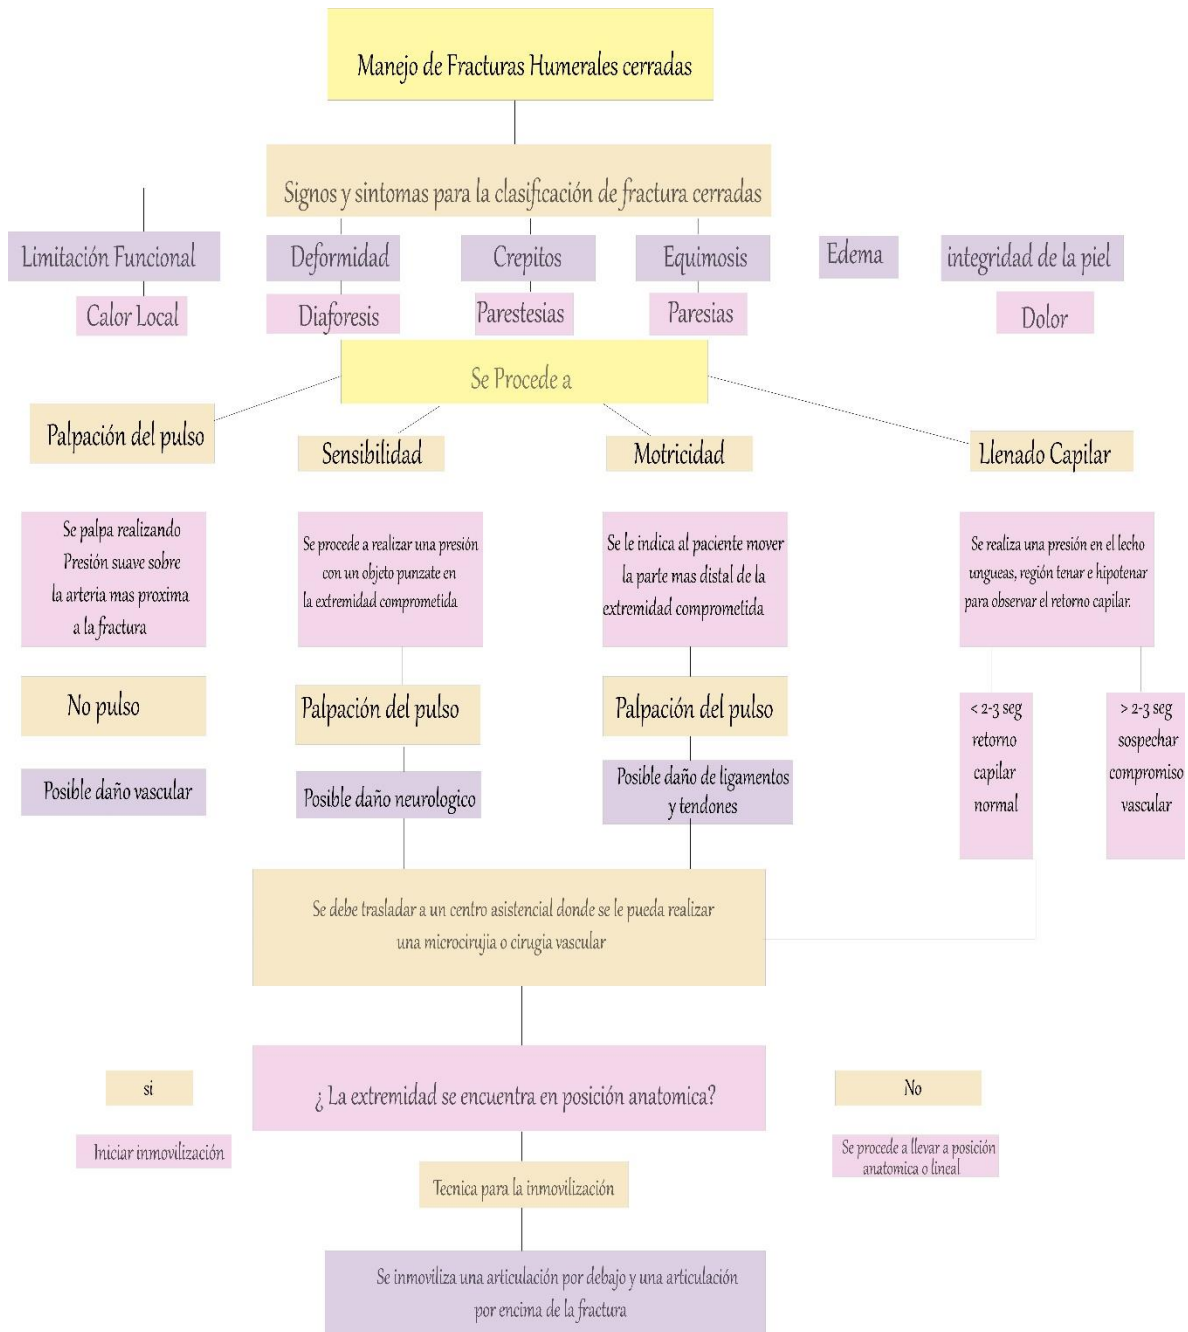 Manejo de Fracturas Humerales cerradas
Signos y sintomas para la clasificación de fractura cerradas
Limitación Funcional
Deformidad
Crepitos
Equimosis
Edema
integridad de la piel
Calor Local
Diaforesis
Parestesias
Paresias
Dolor
Se Procede a
Palpación del pulso
Sensibilidad
Motricidad
Llenado Capilar
Se palpa realizando
Presión suave sobre
la arteria mas proxima
a la fractura
Se procede a realizar una presión
con un objeto punzate en
la extremidad comprometida
Se le indica al paciente mover
la parte mas distal de la
extremidad comprometida
Se realiza una presión en el lecho
ungueas, región tenar e hipotenar
para observar el retorno capilar.
No pulso
Palpación del pulso
Palpación del pulso
< 2-3 seg
retorno
capilar
normal
> 2-3 seg
sospechar
compromiso
vascular
Posible daño vascular
Posible daño neurologico
Posible daño de ligamentos
y tendones
Se debe trasladar a un centro asistencial donde se le pueda realizar
una microcirujia o cirugia vascular
si
¿ La extremidad se encuentra en posición anatomica?
No
Iniciar inmovilización
Se procede a llevar a posición
anatomica o lineal
Tecnica para la inmovilización
Se inmoviliza una articulación por debajo y una articulación
por encima de la fractura